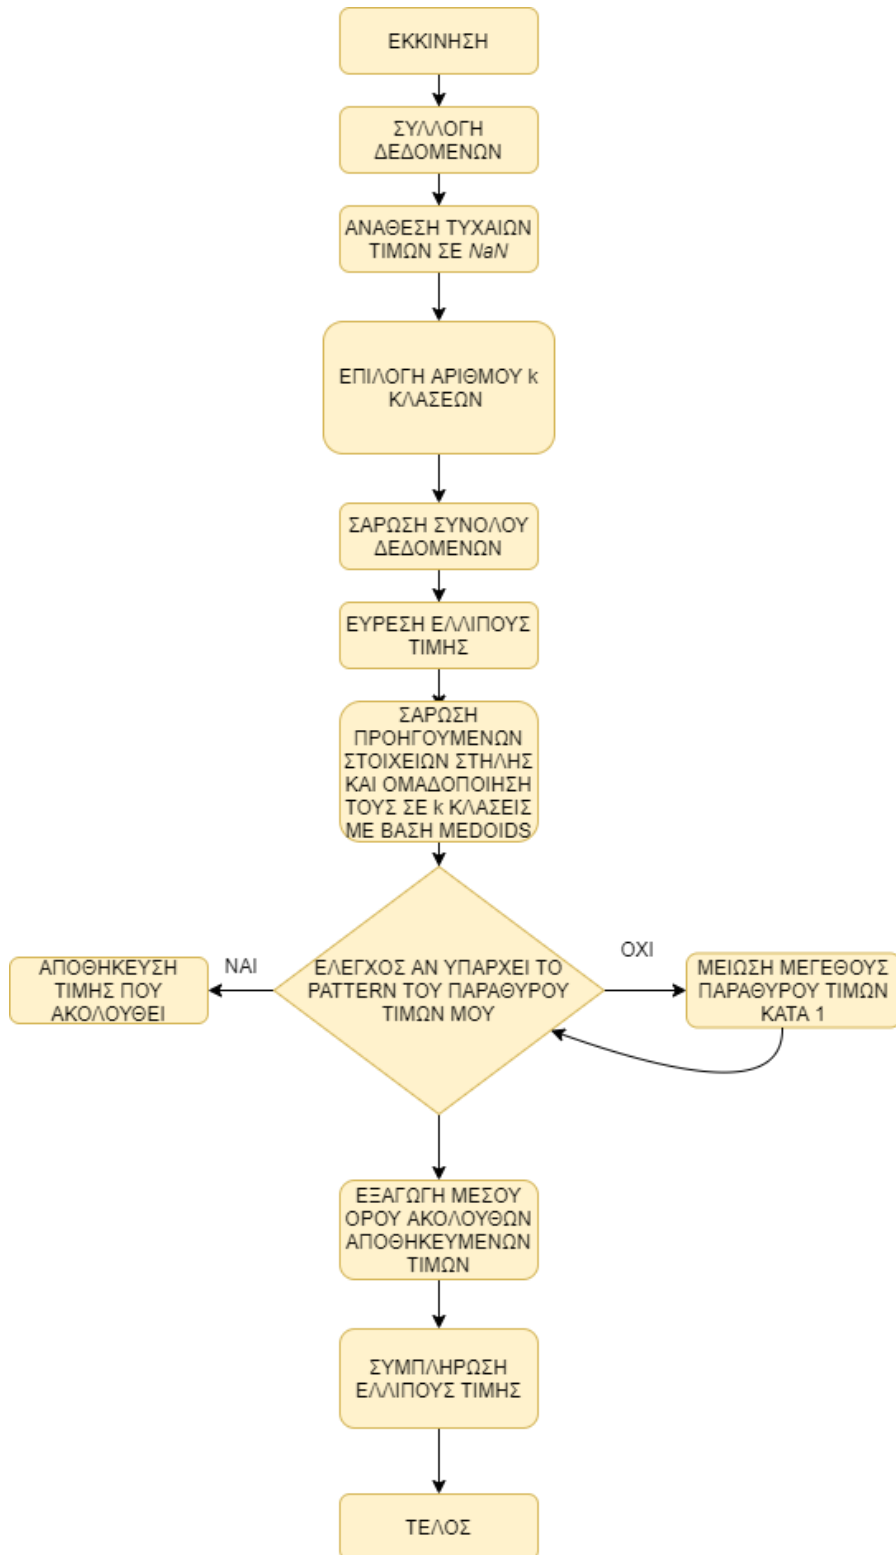 ΕΚΚΙΝΗΣΗ
ΣΥΛΛΟΓΗ
ΔΕΔΟΜΕΝΩΝ
ΑΝΑΘΕΣΗ ΤΥΧΑΙΩΝ
ΤΙΜΩΝ ΣΕ NaN
ΕΠΙΛΟΓΗ ΑΡΙΘΜΟΥ k
ΚΛΑΣΕΩΝ
ΣΑΡΩΣΗ ΣΥΝΟΛΟΥ
ΔΕΔΟΜΕΝΩΝ
ΕΥΡΕΣΗ ΕΛΛΙΠΟΥΣ
ΤΙΜΗΣ
ΣΑΡΩΣΗ
ΠΡΟΗΓΟΥΜΕΝΩΝ
ΣΤΟΙΧΕΙΩΝ ΣΤΗΛΗΣ
ΚΑΙ ΟΜΑΔΟΠΟΙΗΣΗ
ΤΟΥΣ ΣΕ k ΚΛΑΣΕΙΣ
ΜΕ ΒΑΣΗ MEDOIDS
ΕΛΕΓΧΟΣ ΑΝ ΥΠΑΡΧΕΙ ΤΟ
PATTERN ΤΟΥ ΠΑΡΑΘΥΡΟΥ
ΤΙΜΩΝ ΜΟΥ
ΝΑΙ
ΑΠΟΘΗΚΕΥΣΗ
ΤΙΜΗΣ ΠΟΥ
ΑΚΟΛΟΥΘΕΙ
ΟΧΙ
ΜΕΙΩΣΗ ΜΕΓΕΘΟΥΣ
ΠΑΡΑΘΥΡΟΥ ΤΙΜΩΝ
ΚΑΤΑ 1
ΕΞΑΓΩΓΗ ΜΕΣΟΥ
ΟΡΟΥ ΑΚΟΛΟΥΘΩΝ
ΑΠΟΘΗΚΕΥΜΕΝΩΝ
ΤΙΜΩΝ
ΣΥΜΠΛΗΡΩΣΗ
ΕΛΛΙΠΟΥΣ ΤΙΜΗΣ
ΤΕΛΟΣ